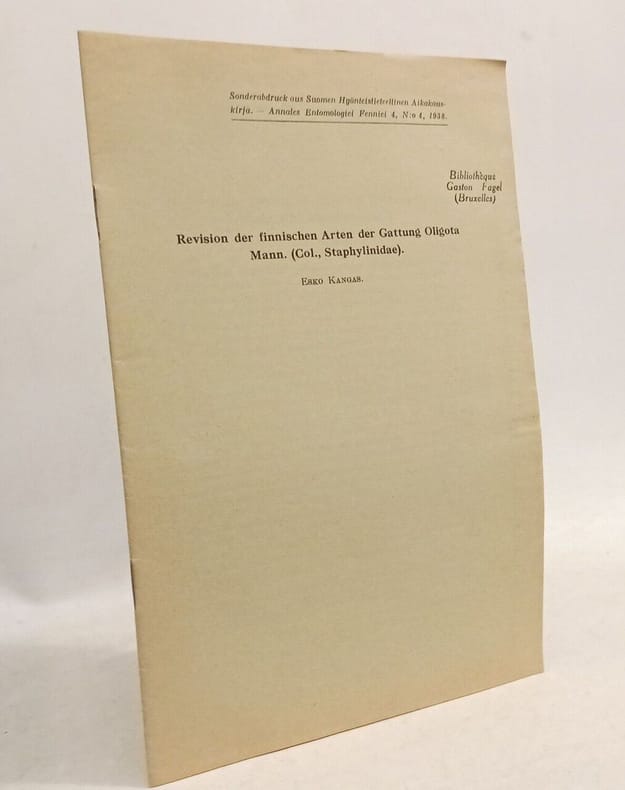 Sonderabdruck aus Suomen Hyönteistieteellinen Aikakaus-
kirja. — Annales Entomologici Fennici 4, N:o 4, 1938.
Bibliothèque
Gaston Fagel
(Bruxelles)
Revision der finnischen Arten der Gattung Oligota
Mann. (Col., Staphylinidae).
Esko Kangas.